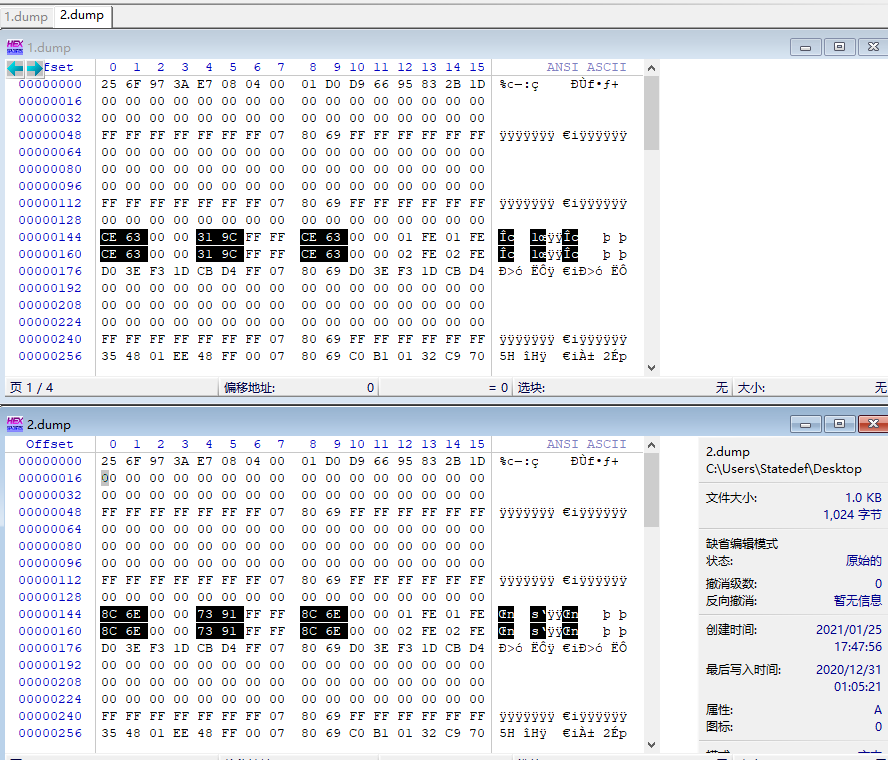 1.dump 2.dump
HEX 1.dump
Offset 0 1 2 3 4 5 6 7 8 9 10 11 12 13 14 15 ANSI ASCII
00000000 25 6F 97 3A E7 08 04 00 01 D0 D9 66 95 83 2B 1D %c—:ç ÐÙf•ƒ+
00000016 00 00 00 00 00 00 00 00 00 00 00 00 00 00 00 00
00000032 00 00 00 00 00 00 00 00 00 00 00 00 00 00 00 00
00000048 FF FF FF FF FF FF FF 07 80 69 FF FF FF FF FF FF ÿÿÿÿÿÿÿ €iÿÿÿÿÿÿ
00000064 00 00 00 00 00 00 00 00 00 00 00 00 00 00 00 00
00000080 00 00 00 00 00 00 00 00 00 00 00 00 00 00 00 00
00000096 00 00 00 00 00 00 00 00 00 00 00 00 00 00 00 00
00000112 FF FF FF FF FF FF FF 07 80 69 FF FF FF FF FF FF ÿÿÿÿÿÿÿ €iÿÿÿÿÿÿ
00000128 00 00 00 00 00 00 00 00 00 00 00 00 00 00 00 00
00000144 CE 63 00 00 31 9C FF FF CE 63 00 00 01 FE 01 FE Îc 1œÿÿÎc þ þ
00000160 CE 63 00 00 31 9C FF FF CE 63 00 00 02 FE 02 FE Îc 1œÿÿÎc þ þ
00000176 D0 3E F3 1D CB D4 FF 07 80 69 D0 3E F3 1D CB D4 Ð>ó ËÔÿ €iÐ>ó ËÔ
00000192 00 00 00 00 00 00 00 00 00 00 00 00 00 00 00 00
00000208 00 00 00 00 00 00 00 00 00 00 00 00 00 00 00 00
00000224 00 00 00 00 00 00 00 00 00 00 00 00 00 00 00 00
00000240 FF FF FF FF FF FF FF 07 80 69 FF FF FF FF FF FF ÿÿÿÿÿÿÿ €iÿÿÿÿÿÿ
00000256 35 48 01 EE 48 FF 00 07 80 69 C0 B1 01 32 C9 70 5H îHÿ €iÀ± 2Ép
页 1 / 4 偏移地址: 0 = 0 选块: 无 大小: 无
HEX 2.dump
Offset 0 1 2 3 4 5 6 7 8 9 10 11 12 13 14 15 ANSI ASCII
00000000 25 6F 97 3A E7 08 04 00 01 D0 D9 66 95 83 2B 1D %c—:ç ÐÙf•ƒ+
00000016 00 00 00 00 00 00 00 00 00 00 00 00 00 00 00 00
00000032 00 00 00 00 00 00 00 00 00 00 00 00 00 00 00 00
00000048 FF FF FF FF FF FF FF 07 80 69 FF FF FF FF FF FF ÿÿÿÿÿÿÿ €iÿÿÿÿÿÿ
00000064 00 00 00 00 00 00 00 00 00 00 00 00 00 00 00 00
00000080 00 00 00 00 00 00 00 00 00 00 00 00 00 00 00 00
00000096 00 00 00 00 00 00 00 00 00 00 00 00 00 00 00 00
00000112 FF FF FF FF FF FF FF 07 80 69 FF FF FF FF FF FF ÿÿÿÿÿÿÿ €iÿÿÿÿÿÿ
00000128 00 00 00 00 00 00 00 00 00 00 00 00 00 00 00 00
00000144 8C 6E 00 00 73 91 FF FF 8C 6E 00 00 01 FE 01 FE Œn s‘ÿÿŒn þ þ
00000160 8C 6E 00 00 73 91 FF FF 8C 6E 00 00 02 FE 02 FE Œn s‘ÿÿŒn þ þ
00000176 D0 3E F3 1D CB D4 FF 07 80 69 D0 3E F3 1D CB D4 Ð>ó ËÔÿ €iÐ>ó ËÔ
00000192 00 00 00 00 00 00 00 00 00 00 00 00 00 00 00 00
00000208 00 00 00 00 00 00 00 00 00 00 00 00 00 00 00 00
00000224 00 00 00 00 00 00 00 00 00 00 00 00 00 00 00 00
00000240 FF FF FF FF FF FF FF 07 80 69 FF FF FF FF FF FF ÿÿÿÿÿÿÿ €iÿÿÿÿÿÿ
00000256 35 48 01 EE 48 FF 00 07 80 69 C0 B1 01 32 C9 70 5H îHÿ €iÀ± 2Ép
2.dump
C:\Users\Statedef\Desktop
文件大小: 1.0 KB
1,024 字节
缺省编辑模式
状态: 原始的
撤消级数: 0
反向撤消: 暂无信息
创建时间: 2021/01/25
17:47:56
最后写入时间: 2020/12/31
01:05:21
属性: A
图标: 0